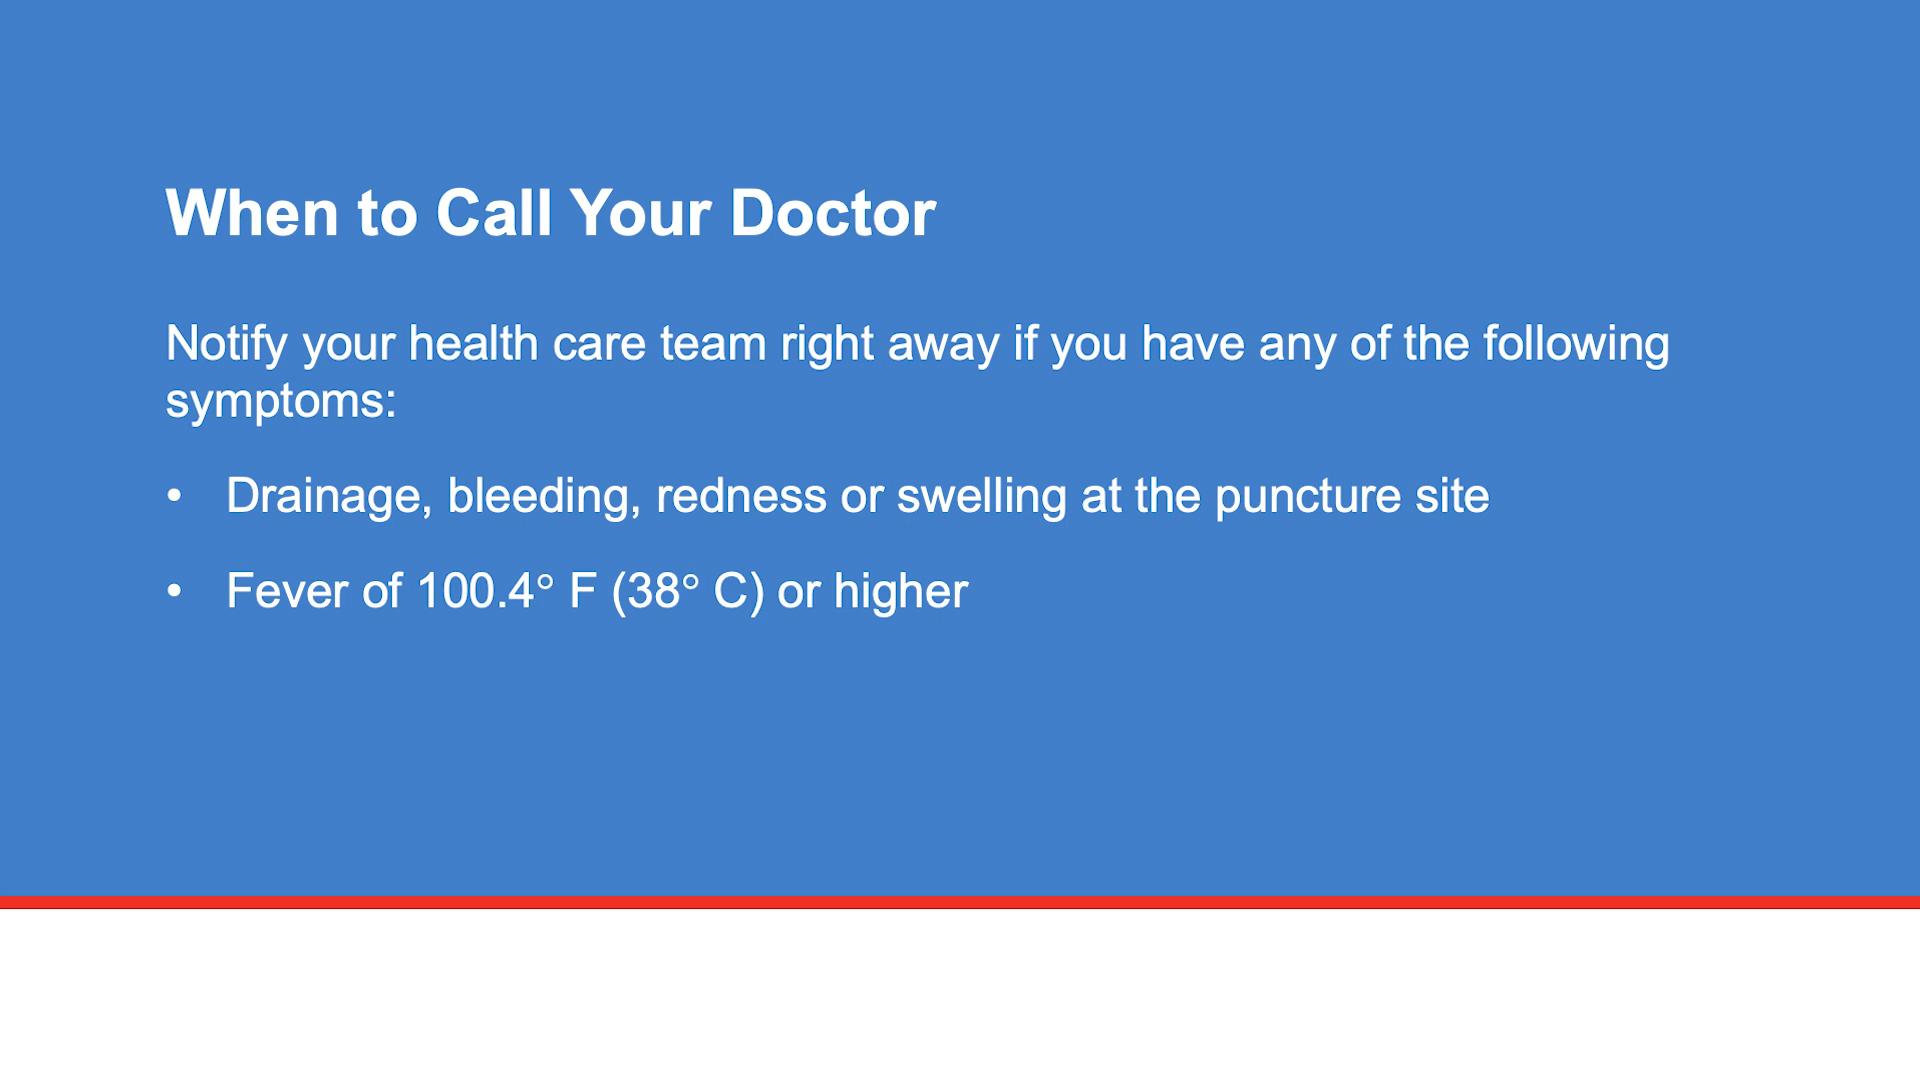 When to Call Your Doctor
Notify your health care team right away if you have any of the following
symptoms:
• Drainage, bleeding, redness or swelling at the puncture site
• Fever of 100.4° F (38° C) or higher